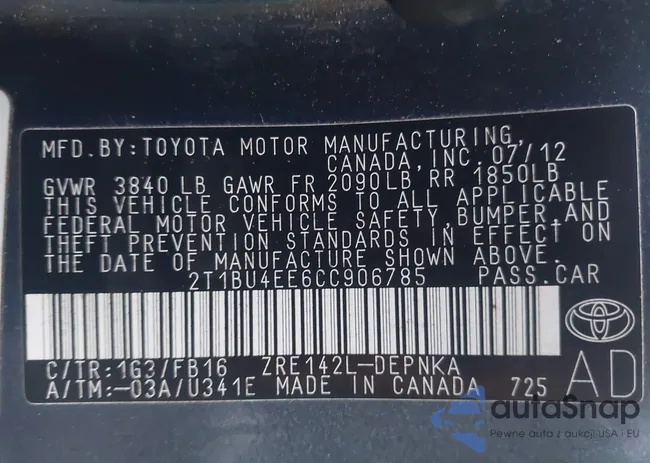 MFD.BY:TOYOTA MOTOR MANUFACTURING,
CANADA, INC.07/12
GVWR 3840 LB GAWR FR 2090LB RR 1850LB
THIS VEHICLE CONFORMS TO ALL APPLICABLE
FEDERAL MOTOR VEHICLE SAFETY,BUMPER,AND
THEFT PREVENTION STANDARDS IN EFFECT ON
THE DATE OF MANUFACTURE SHOWN ABOVE.
2T1BU4EE6CC906785 PASS.CAR
C/TR:1G3/FB16 ZRE142L-DEPNKA
A/TM:-03A/U341E MADE IN CANADA 725
AD
autoSnap
Pewne auta z aukcji USA i EU